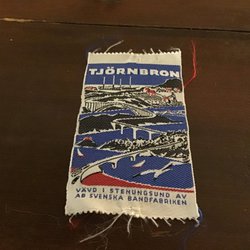 TJÖRNBRON
VÄVD I STENUNGSUND AV
AB SVENSKA BANDFABRIKEN